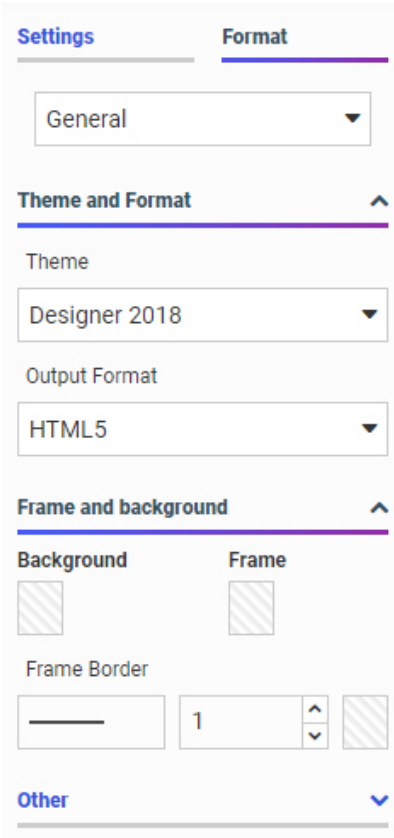 Settings Format
General
Theme and Format
Theme
Designer 2018
Output Format
HTML5
Frame and background
Background Frame
Frame Border
1
Other